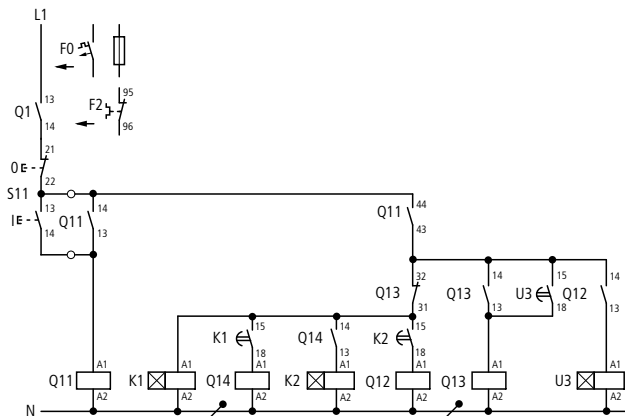 L1
F0
Q1 13 14
F2 95 96
0 E 21 22
S11
I E 13 14
Q11 14 13
Q11 44 43
Q13 32 31
Q13 14 13
U3 15 18
Q12 14 13
K1 15 18
Q14 14 13
K2 15 18
Q11 A1 A2
K1 A1 A2
Q14 A1 A2
K2 A1 A2
Q12 A1 A2
Q13 A1 A2
U3 A1 A2
N